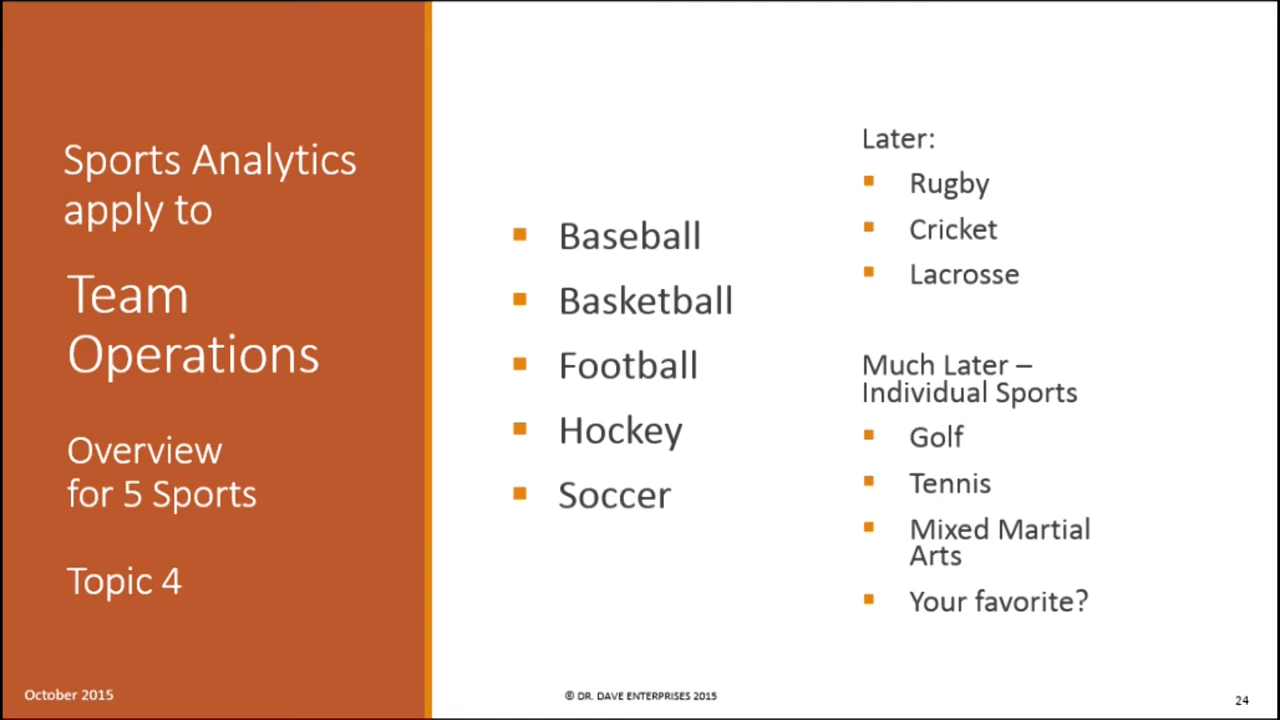 Sports Analytics
apply to
Team
Operations
Overview
for 5 Sports
Topic 4
Baseball
Basketball
Football
Hockey
Soccer
Later:
Rugby
Cricket
Lacrosse
Much Later –
Individual Sports
Golf
Tennis
Mixed Martial
Arts
Your favorite?
October 2015
© DR. DAVE ENTERPRISES 2015
24